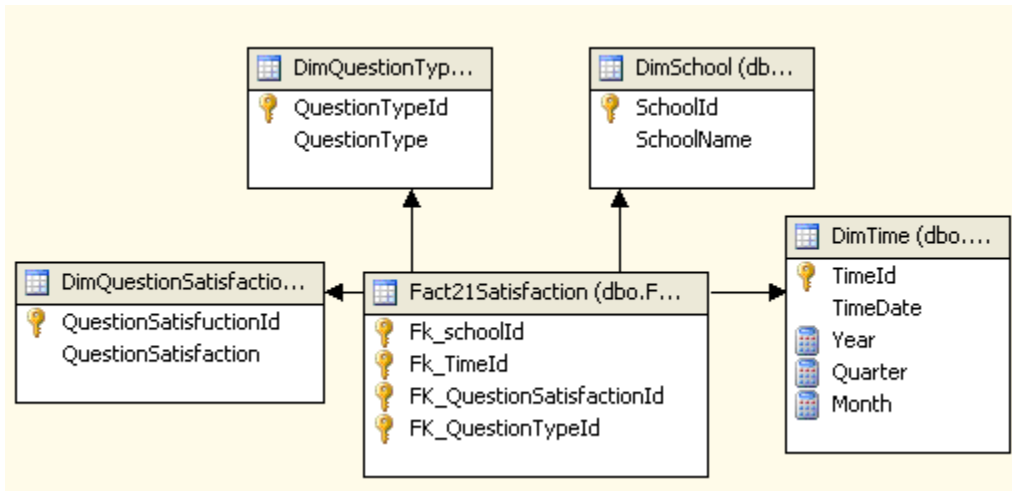 DimQuestionTyp...
QuestionTypeId
QuestionType
DimSchool (db...
SchoolId
SchoolName
DimTime (dbo....
TimeId
TimeDate
Year
Quarter
Month
DimQuestionSatisfactio...
QuestionSatisfuctionId
QuestionSatisfaction
Fact21Satisfaction (dbo.F...
Fk_schoolId
Fk_TimeId
FK_QuestionSatisfactionId
FK_QuestionTypeId